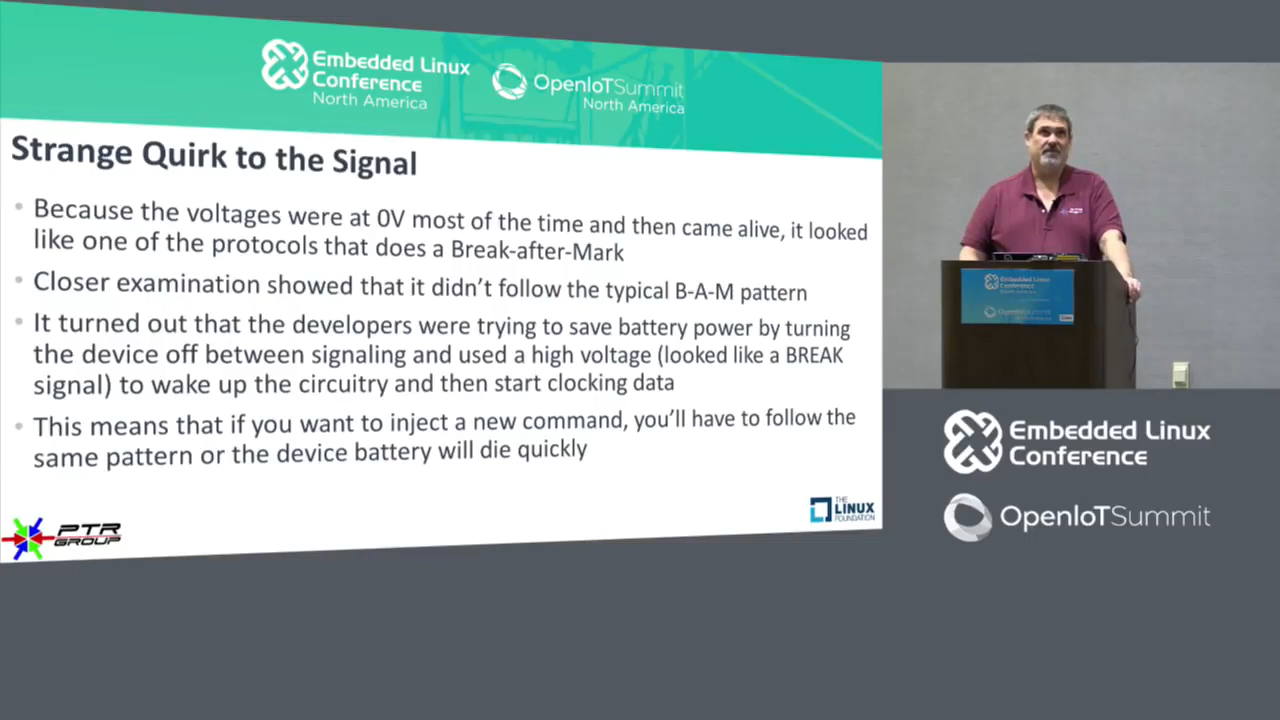 Embedded Linux
Conference
North America
OpenIoTSummit
North America
Strange Quirk to the Signal
• Because the voltages were at 0V most of the time and then came alive, it looked
like one of the protocols that does a Break-after-Mark
• Closer examination showed that it didn't follow the typical B-A-M pattern
• It turned out that the developers were trying to save battery power by turning
the device off between signaling and used a high voltage (looked like a BREAK
signal) to wake up the circuitry and then start clocking data
• This means that if you want to inject a new command, you'll have to follow the
same pattern or the device battery will die quickly
PTR
GROUP
THE
LINUX
FOUNDATION
Embedded Linux
Conference
OpenIoTSummit
Embedded Linux
Conference
OpenIoTSummit